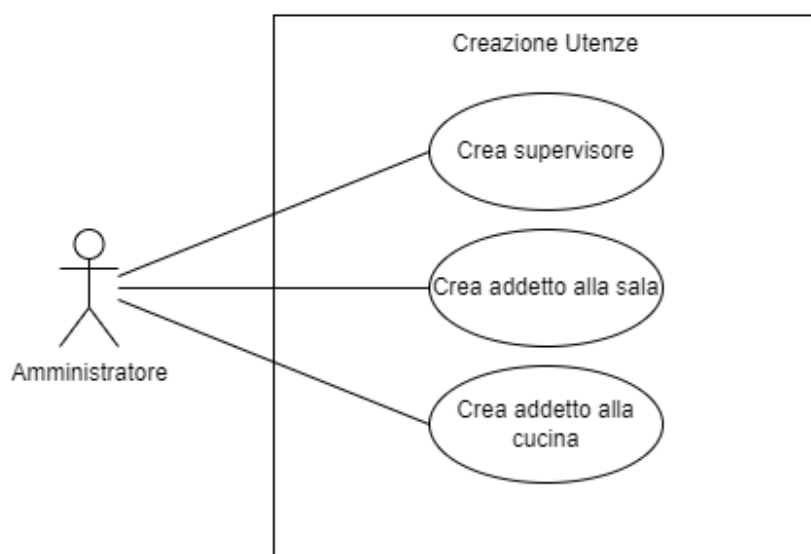 Creazione Utenze
Crea supervisore
Crea addetto alla sala
Amministratore
Crea addetto alla
cucina